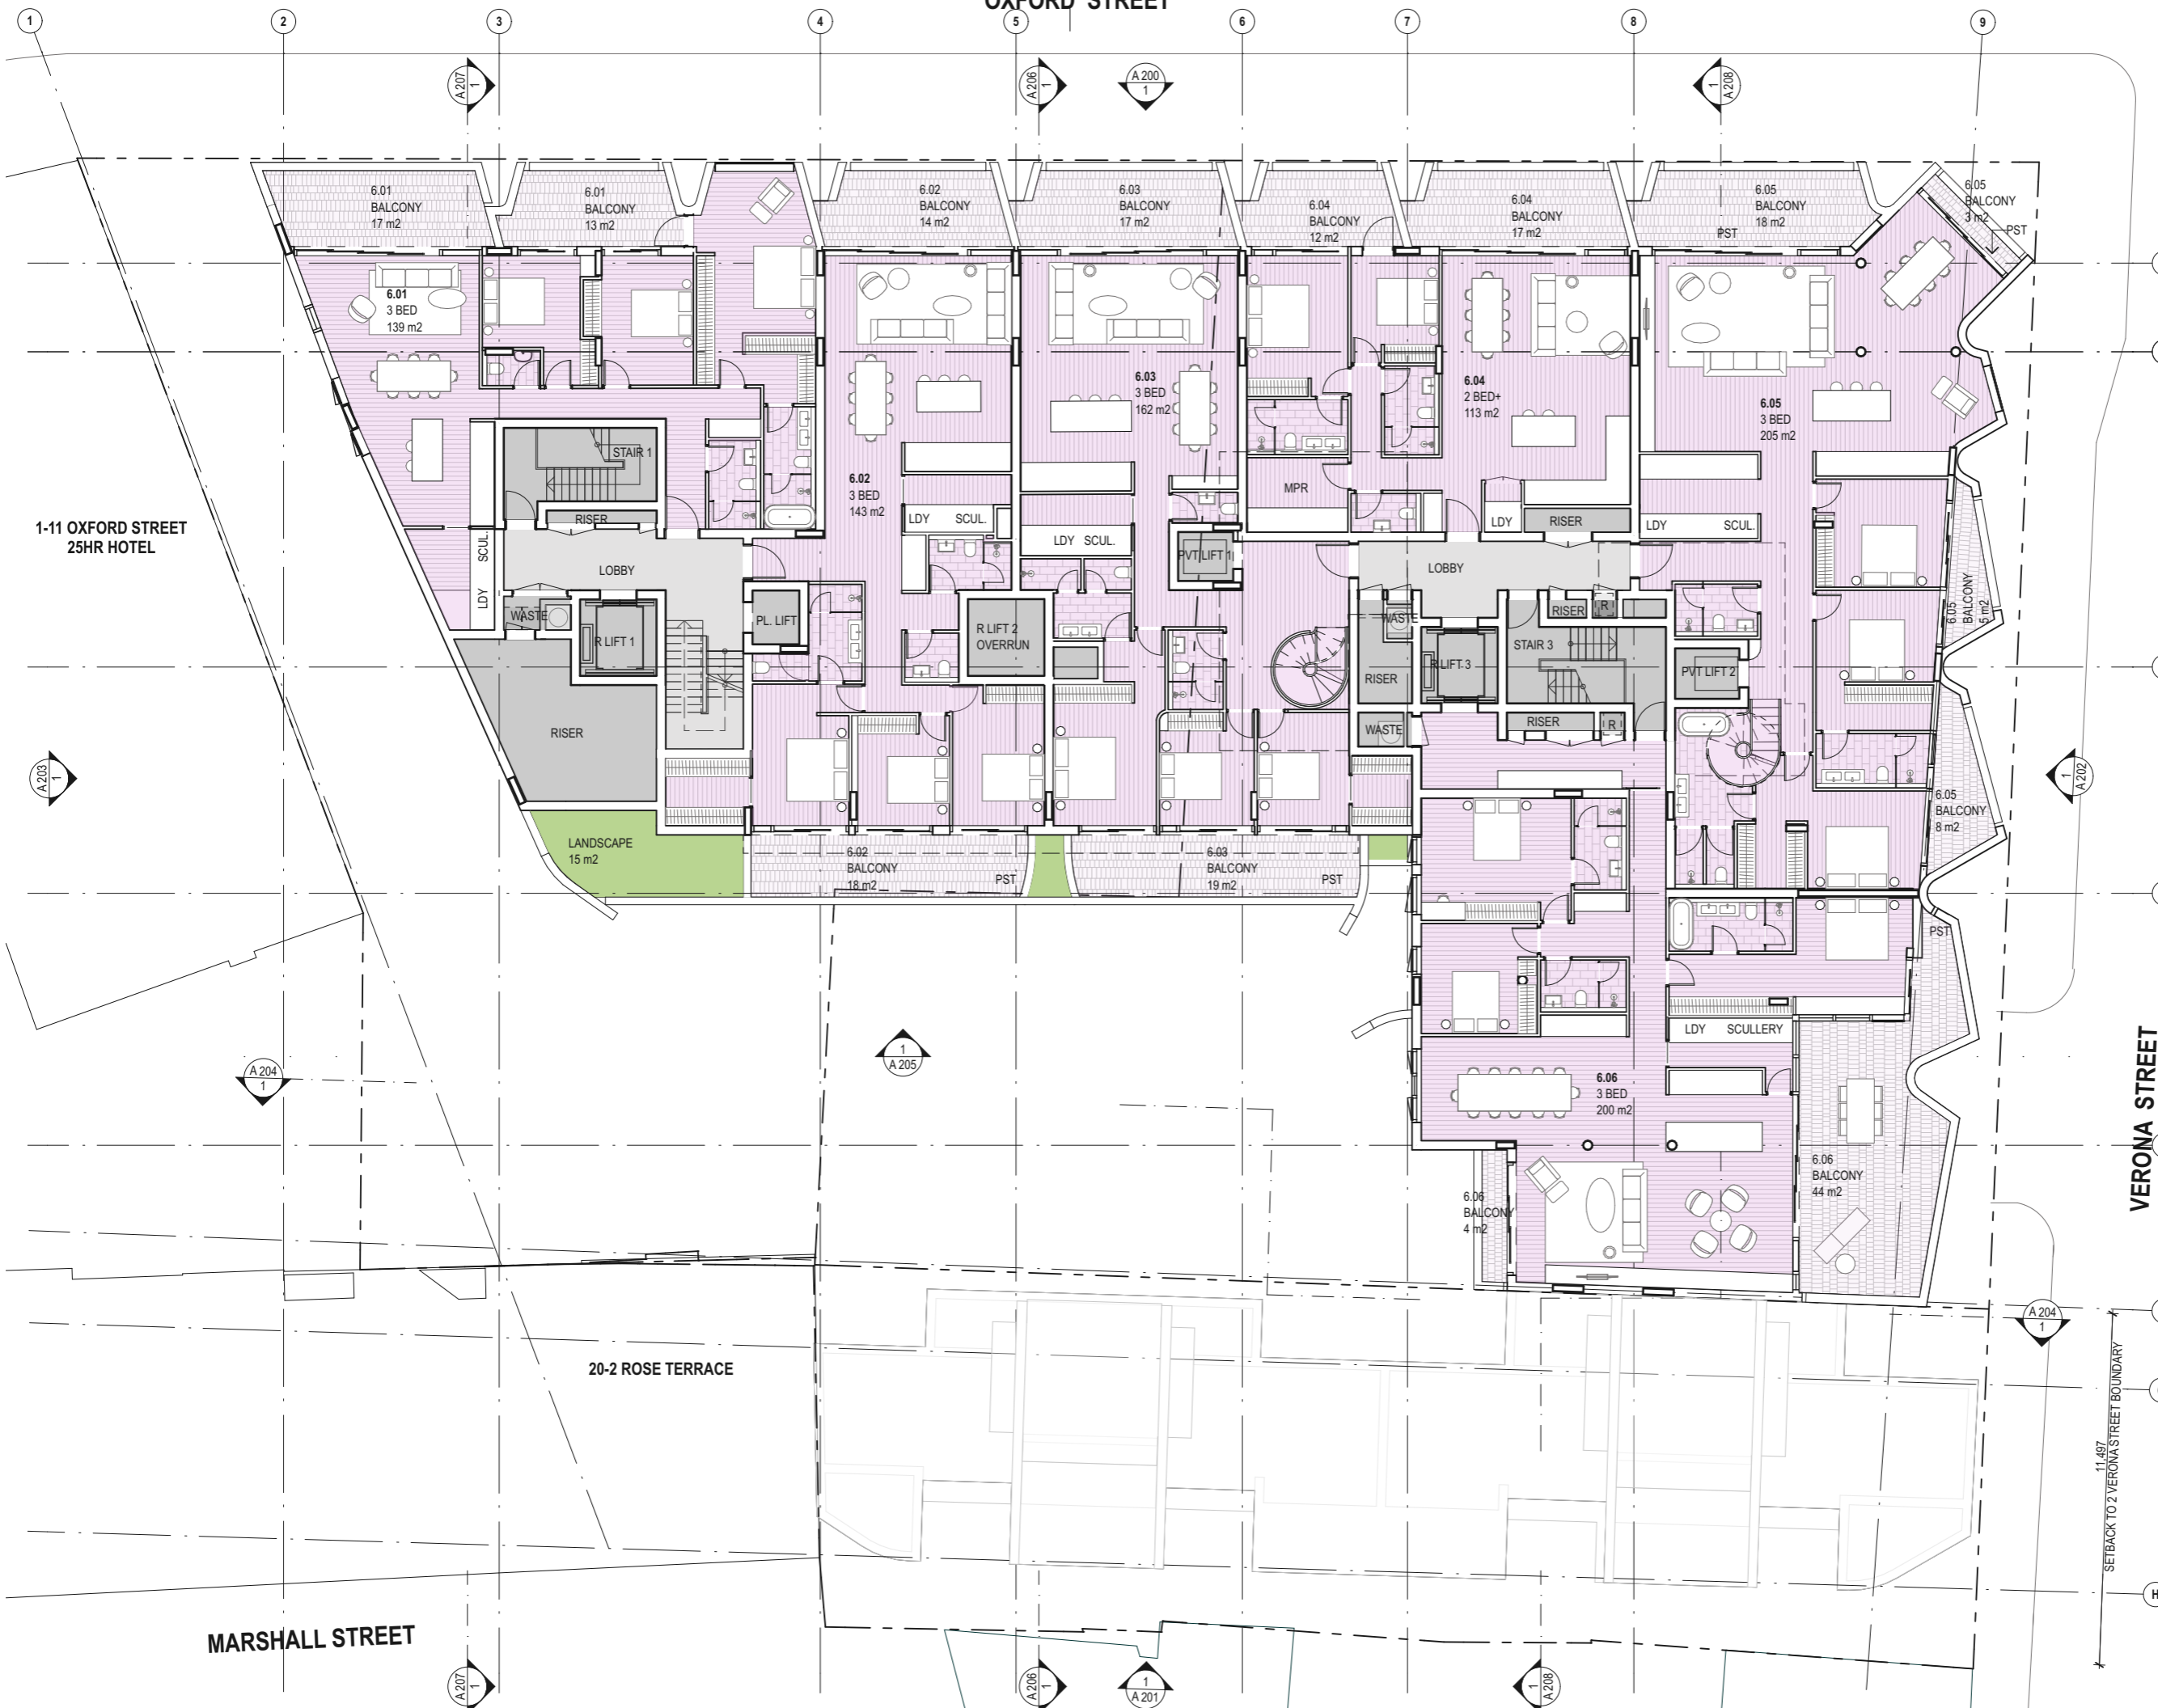 OXFORD STREET
1
2
3
4
5
6
7
8
9
A 207
1
A 206
1
A 200
1
1
A 208
6.01
BALCONY
17 m2
6.01
BALCONY
13 m2
6.02
BALCONY
14 m2
6.03
BALCONY
17 m2
6.04
BALCONY
12 m2
6.04
BALCONY
17 m2
6.05
BALCONY
18 m2
PST
6.05
BALCONY
3 m2
PST
6.01
3 BED
139 m2
6.03
3 BED
162 m2
6.04
2 BED+
113 m2
6.05
3 BED
205 m2
STAIR 1
6.02
3 BED
143 m2
MPR
1-11 OXFORD STREET
25HR HOTEL
RISER
LDY SCUL.
LDY SCUL.
LDY
RISER
LDY SCUL.
LDY SCUL.
LOBBY
PVT LIFT 1
LOBBY
WASTE
R LIFT 1
PL. LIFT
R LIFT 2
OVERRUN
WASTE
RISER
R
6.05
BALCONY
5 m2
RISER
R LIFT 3
STAIR 3
PVT LIFT 2
RISER
WASTE
RISER
R
A 203
1
1
A 202
LANDSCAPE
15 m2
6.02
BALCONY
18 m2
PST
6.03
BALCONY
19 m2
PST
6.05
BALCONY
8 m2
PST
A 204
1
1
A 205
LDY SCULLERY
6.06
3 BED
200 m2
6.06
BALCONY
4 m2
6.06
BALCONY
44 m2
VERONA STREET
A 204
1
20-2 ROSE TERRACE
11,497
SETBACK TO 2 VERONA STREET BOUNDARY
H
MARSHALL STREET
A 207
1
A 206
1
1
A 201
1
A 208